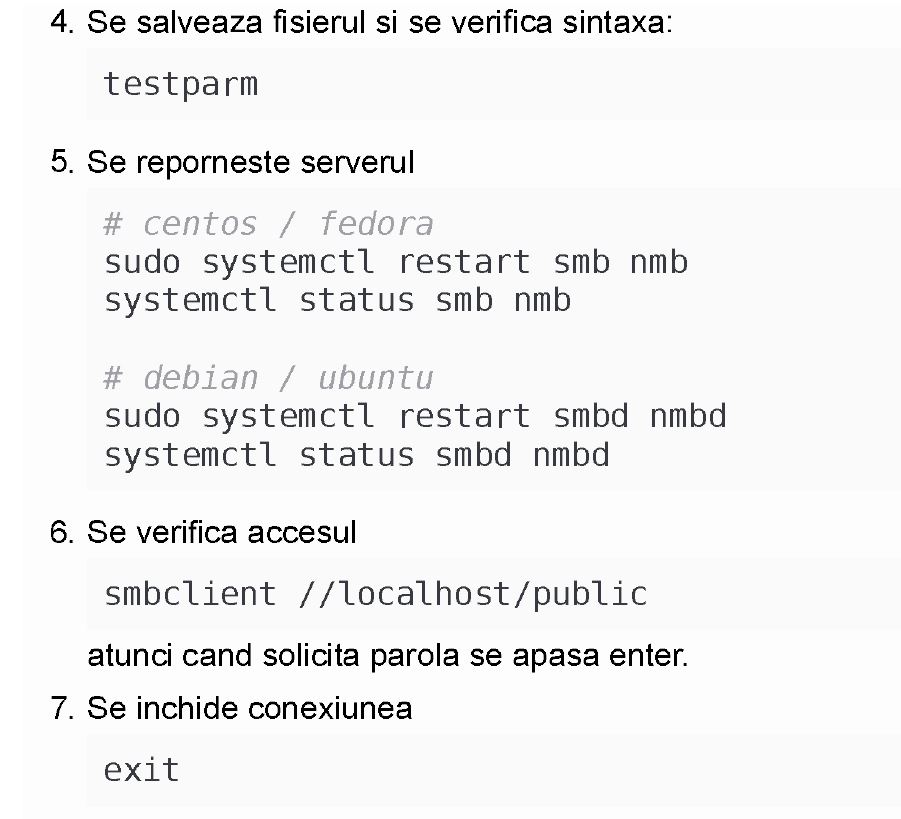 4. Se salveaza fisierul si se verifica sintaxa:
testparm
5. Se reporneste serverul
# centos / fedora
sudo systemctl restart smb nmb
systemctl status smb nmb
# debian / ubuntu
sudo systemctl restart smbd nmbd
systemctl status smbd nmbd
6. Se verifica accesul
smbclient //localhost/public
atunci cand solicita parola se apasa enter.
7. Se inchide conexiunea
exit